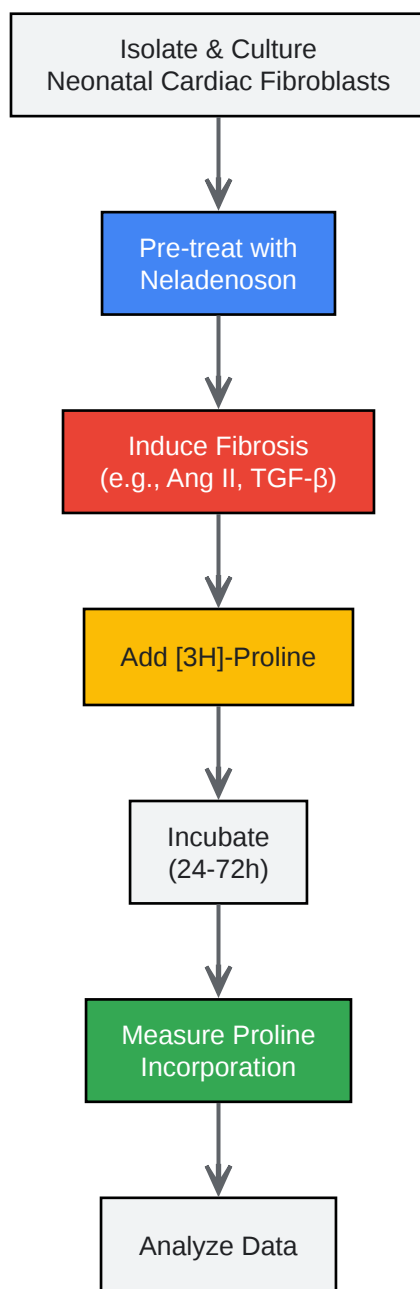 Isolate & Culture
Neonatal Cardiac Fibroblasts
Pre-treat with
Neladenoson
Induce Fibrosis
(e.g., Ang II, TGF-β)
Add [3H]-Proline
Incubate
(24-72h)
Measure Proline
Incorporation
Analyze Data